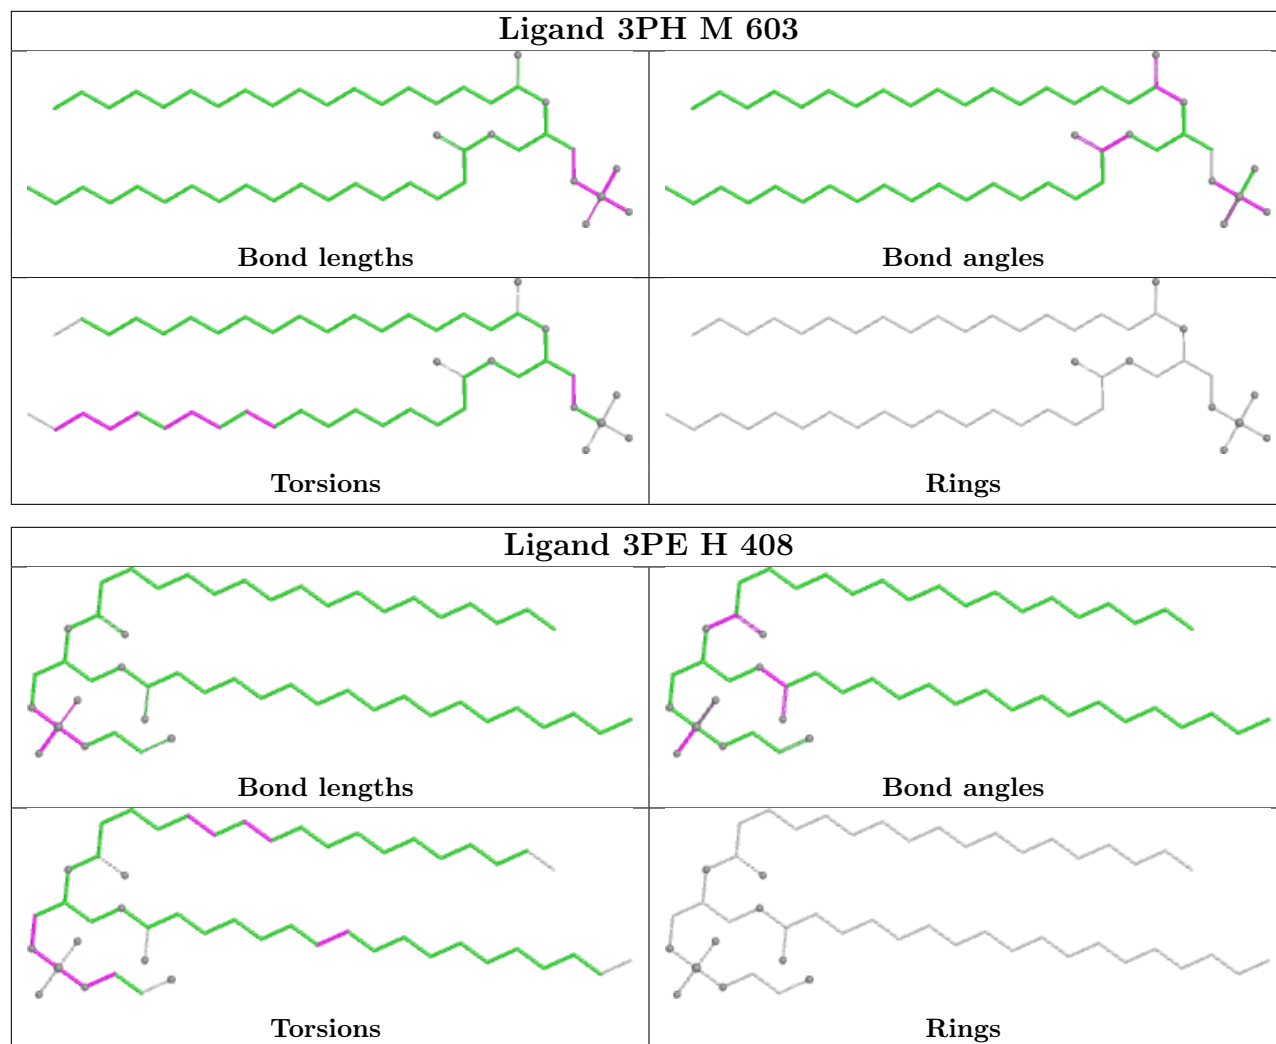 Ligand 3PH M 603
Bond lengths
Bond angles
Torsions
Rings
Ligand 3PE H 408
Bond lengths
Bond angles
Torsions
Rings